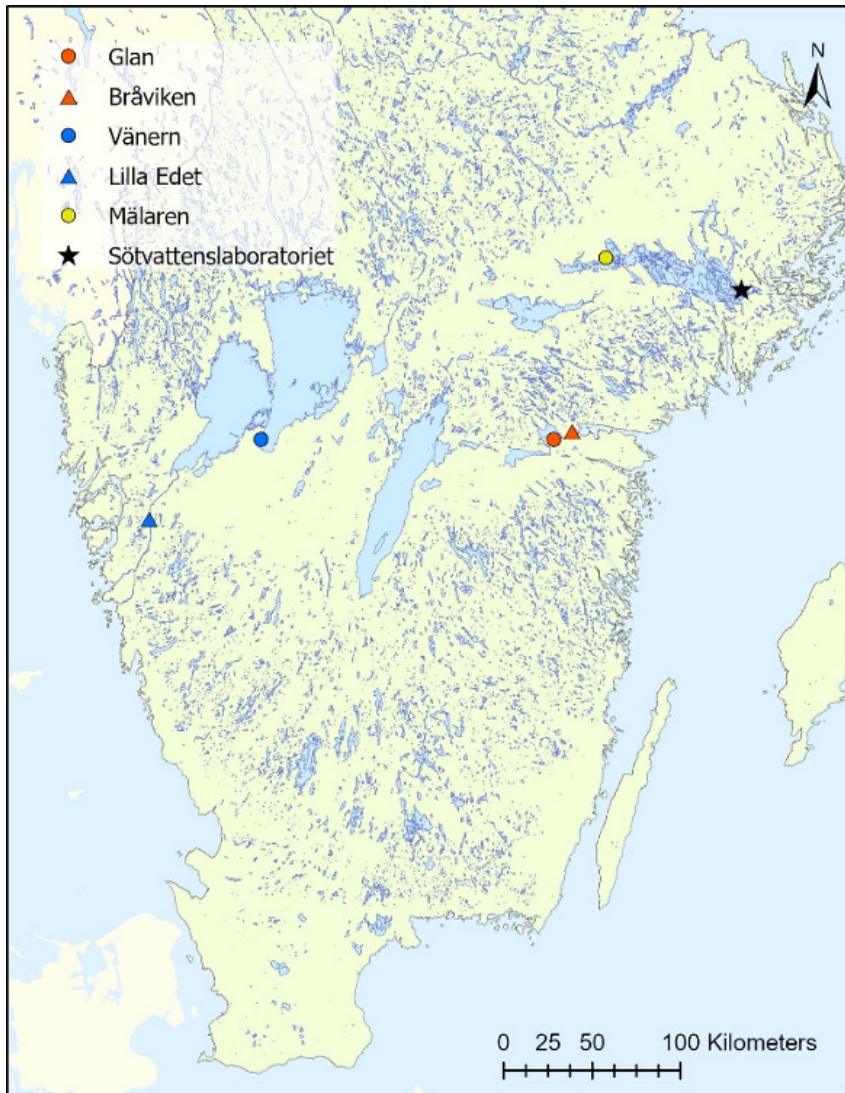 Glan
Bråviken
Vänern
Lilla Edet
Mälaren
Sötvattenslaboratoriet
N
0 25 50 100 Kilometers